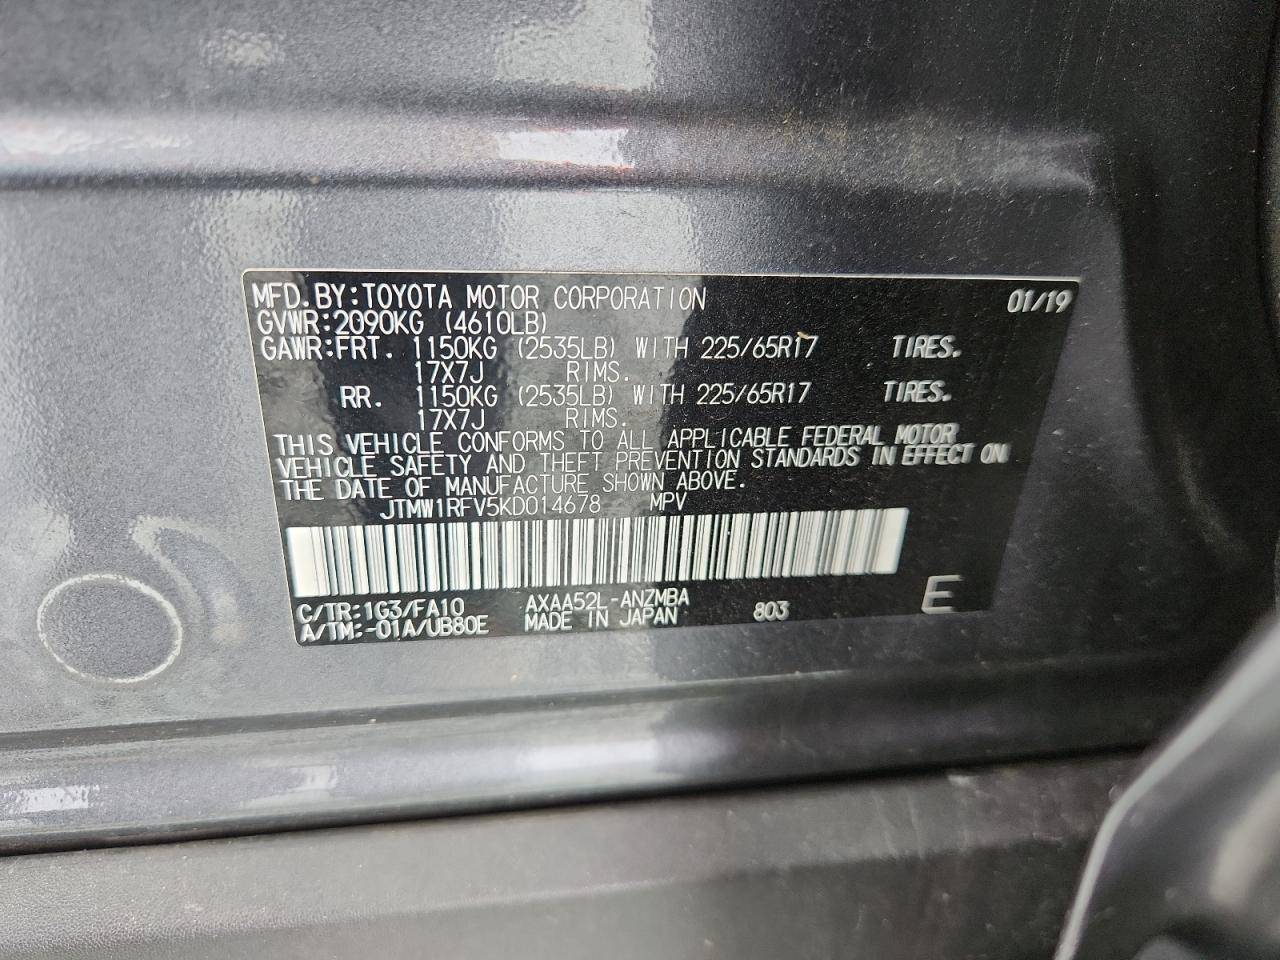 MFD.BY:TOYOTA MOTOR CORPORATION 01/19
GVWR:2090KG (4610LB)
GAWR:FRT. 1150KG (2535LB) WITH 225/65R17 TIRES.
17X7J RIMS.
RR. 1150KG (2535LB) WITH 225/65R17 TIRES.
17X7J RIMS.
THIS VEHICLE CONFORMS TO ALL APPLICABLE FEDERAL MOTOR
VEHICLE SAFETY AND THEFT PREVENTION STANDARDS IN EFFECT ON
THE DATE OF MANUFACTURE SHOWN ABOVE.
JTMW1RFV5KD014678 MPV
C/TR:1G3/FA10 AXAA52L-ANZMBA 803 E
A/TM:-01A/UB80E MADE IN JAPAN